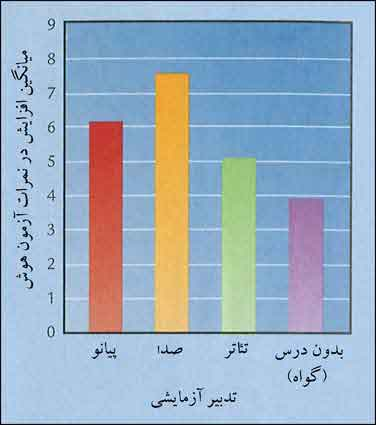 میانگین افزایش در نمرات آزمون هوش
9
8
7
6
5
4
3
2
1
0
پیانو
صدا
تئاتر
بدون درس
(گواه)
تدبیر آزمایشی